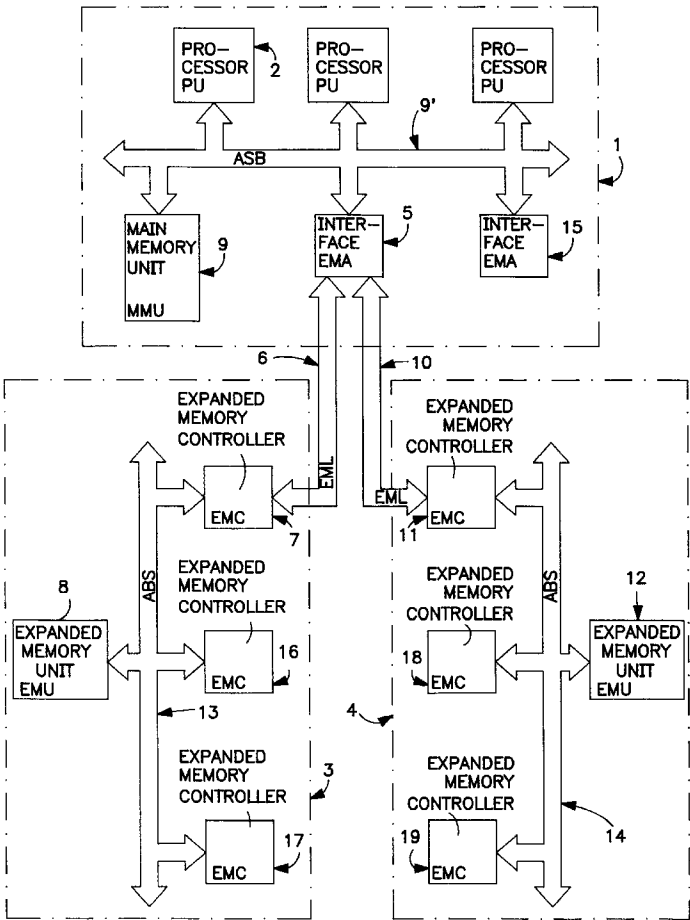 PRO-
CESSOR
PU
2
PRO-
CESSOR
PU
PRO-
CESSOR
PU
9'
ASB
1
MAIN
MEMORY
UNIT
MMU
9
INTER-
FACE
EMA
5
INTER-
FACE
EMA
15
6
10
EXPANDED
MEMORY
CONTROLLER
EMC
7
EML
EML
EXPANDED
MEMORY
CONTROLLER
EMC
11
ABS
ABS
8
EXPANDED
MEMORY
UNIT
EMU
EXPANDED
MEMORY
CONTROLLER
EMC
16
EXPANDED
MEMORY
CONTROLLER
EMC
18
12
EXPANDED
MEMORY
UNIT
EMU
13
4
3
EXPANDED
MEMORY
CONTROLLER
EMC
17
EXPANDED
MEMORY
CONTROLLER
EMC
19
14